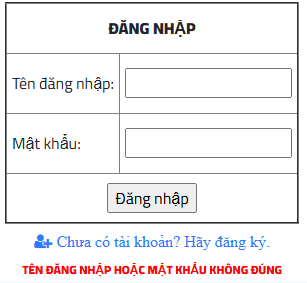 ĐĂNG NHẬP
Tên đăng nhập:
Mật khẩu:
Đăng nhập
Chưa có tài khoản? Hãy đăng ký.
TÊN ĐĂNG NHẬP HOẶC MẬT KHẨU KHÔNG ĐÚNG